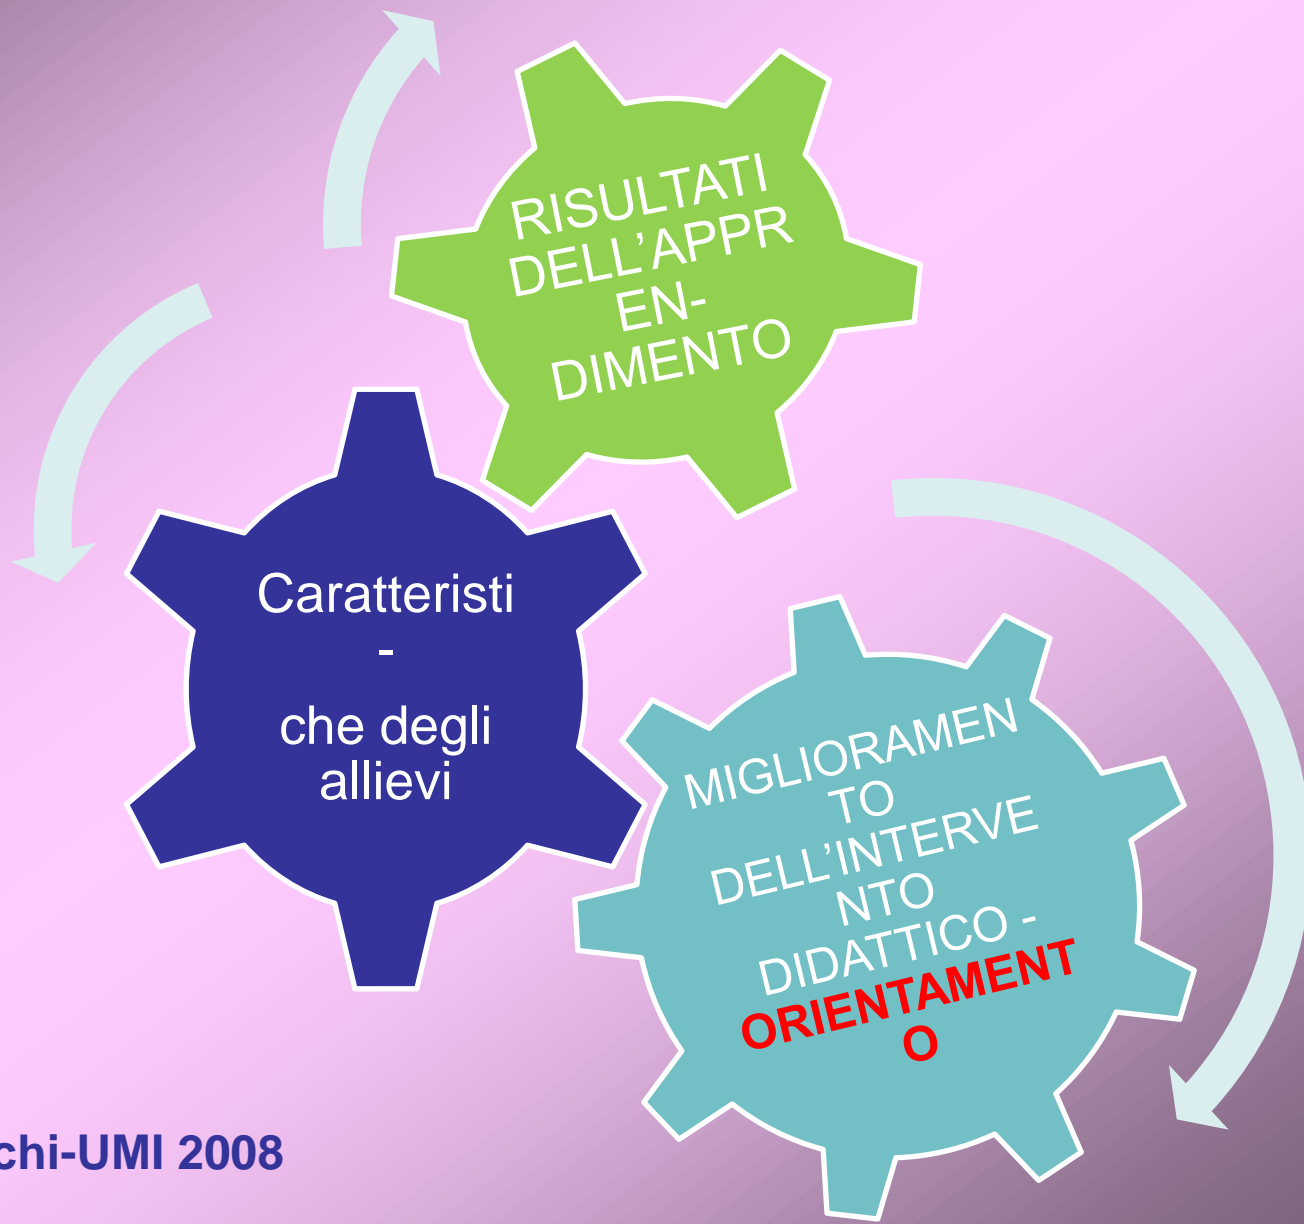 RISULTATI
DELL’APPR
EN-
DIMENTO
Caratteristi
-
che degli
allievi
MIGLIORAMEN
TO
DELL’INTERVE
NTO
DIDATTICO -
ORIENTAMENT
O
chi-UMI 2008